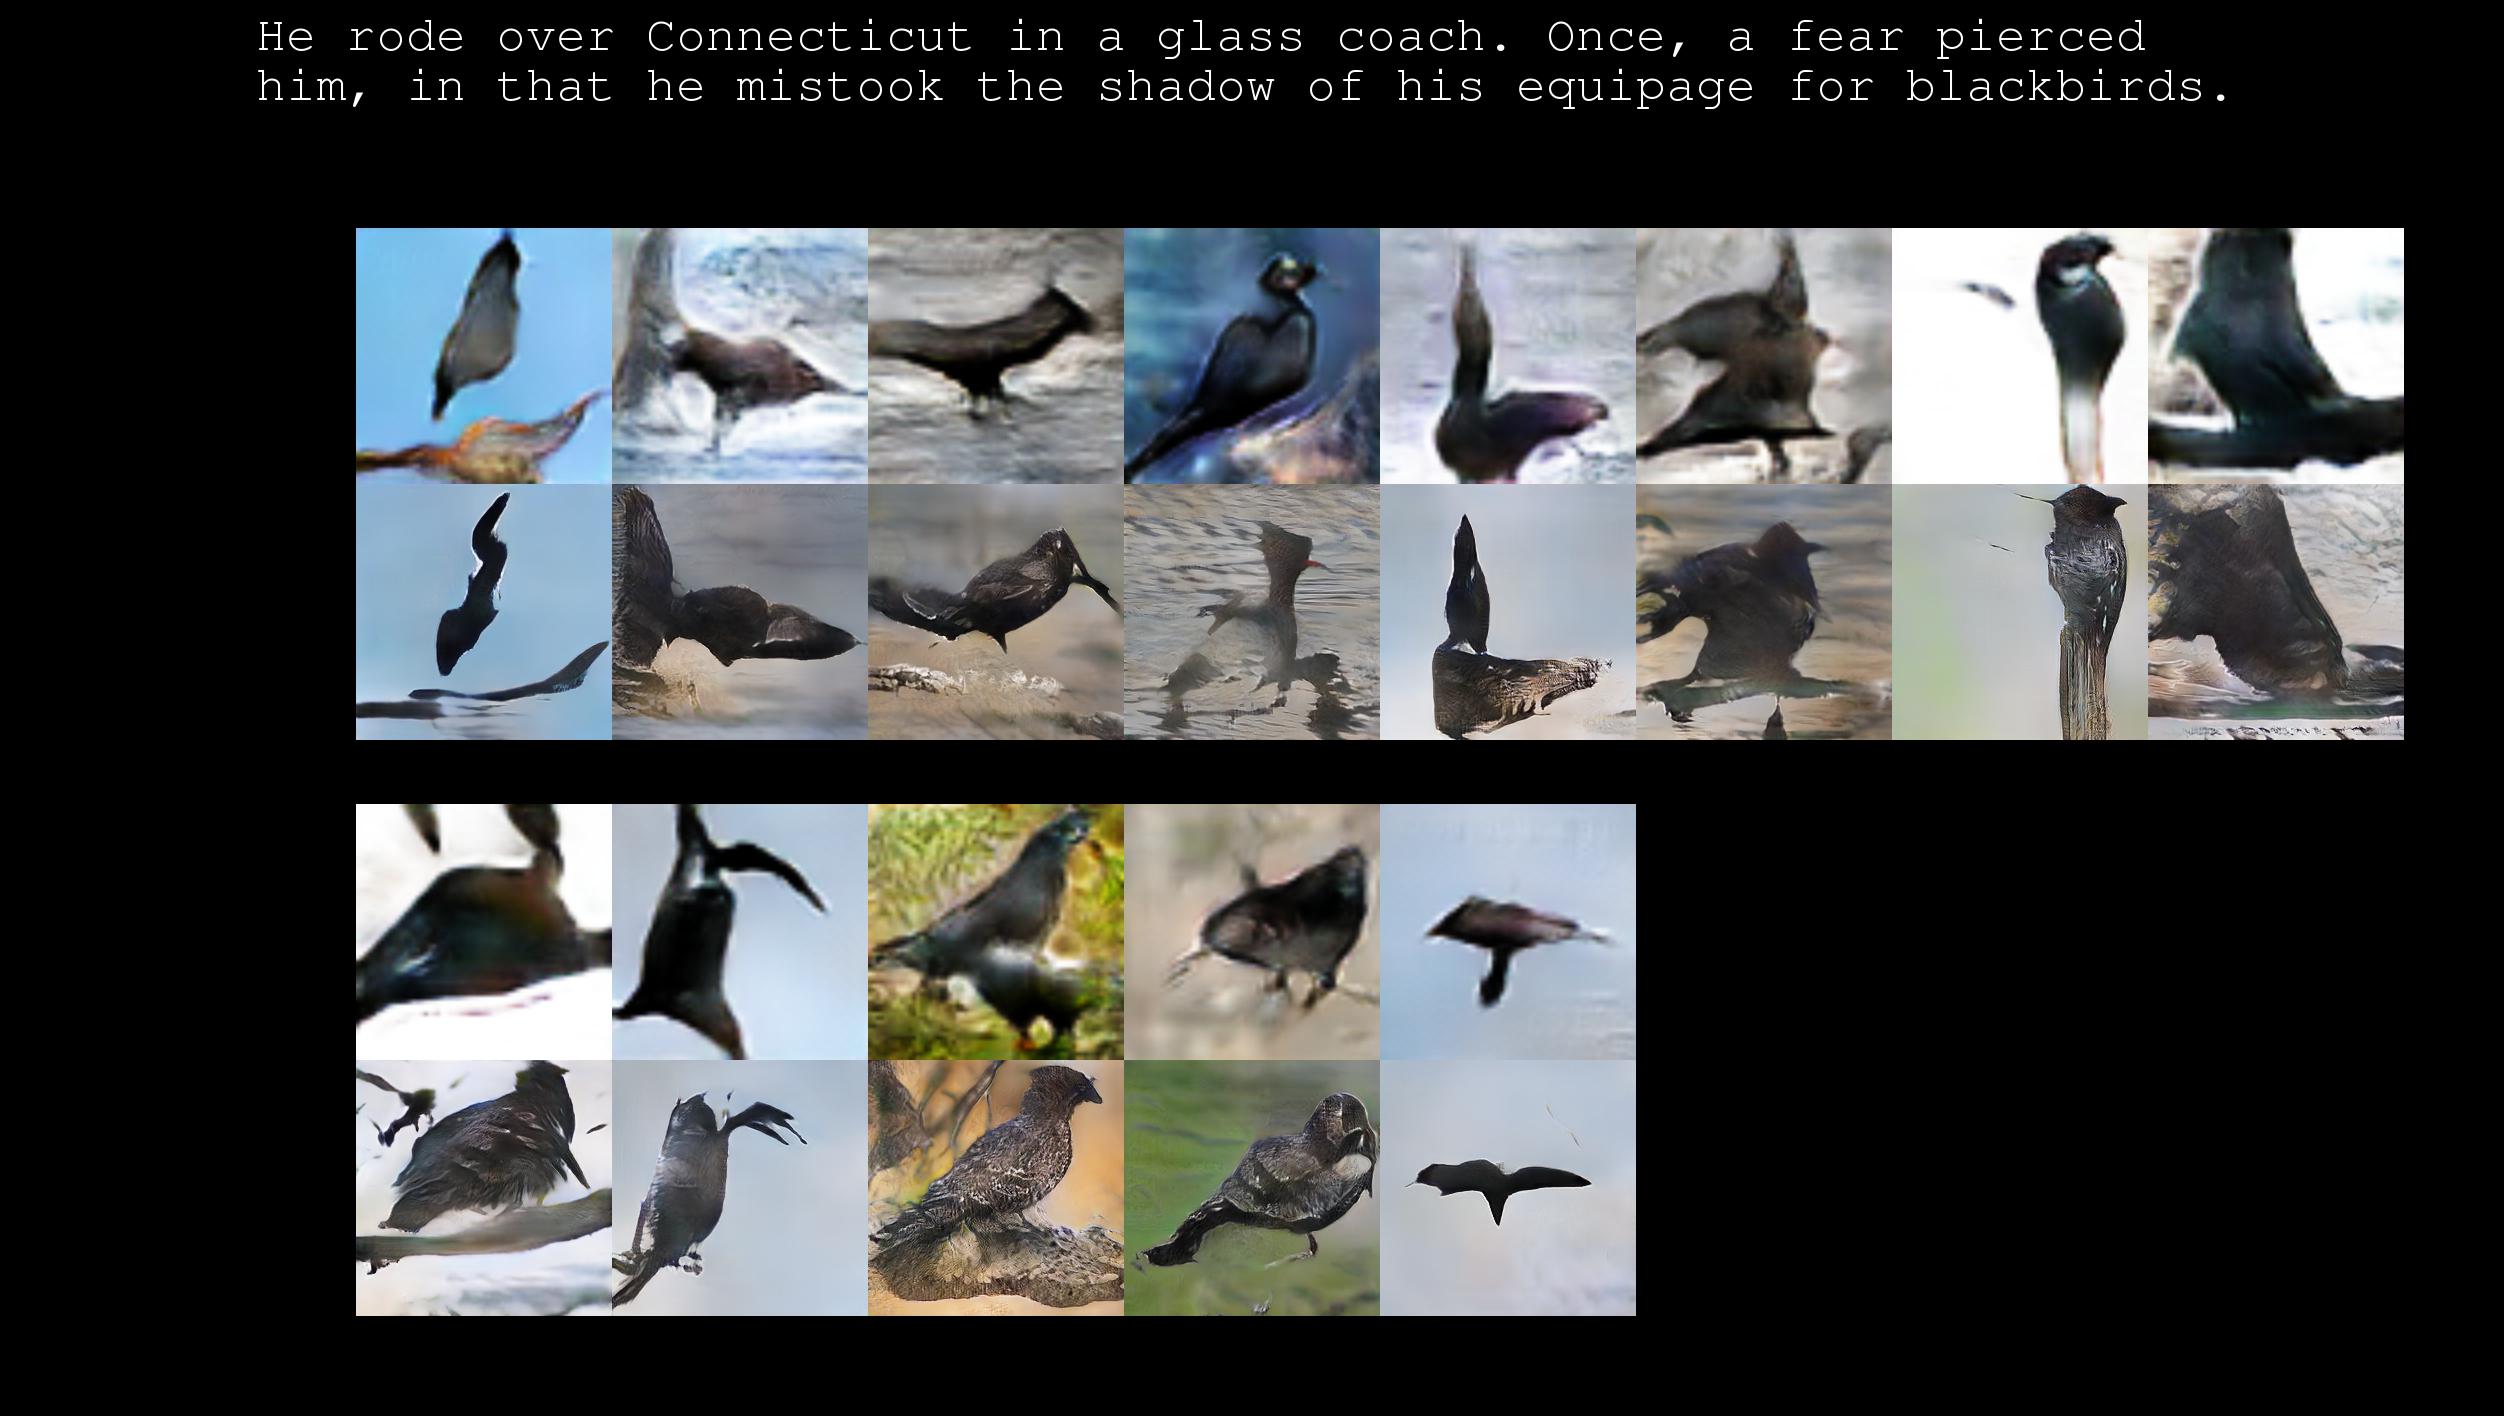 He rode over Connecticut in a glass coach. Once, a fear pierced
him, in that he mistook the shadow of his equipage for blackbirds.